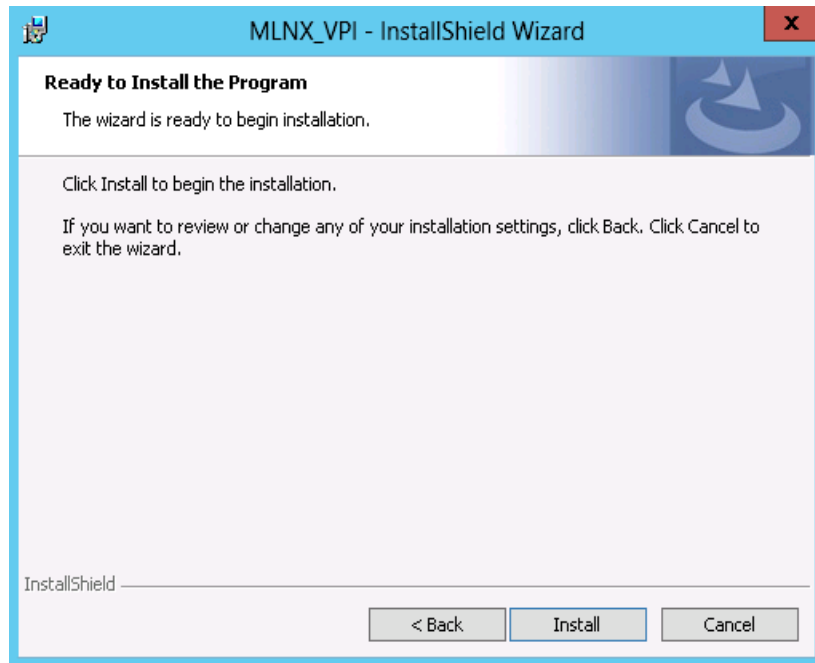 MLNX_VPI - InstallShield Wizard
x
Ready to Install the Program
The wizard is ready to begin installation.
Click Install to begin the installation.
If you want to review or change any of your installation settings, click Back. Click Cancel to
exit the wizard.
InstallShield
< Back Install Cancel